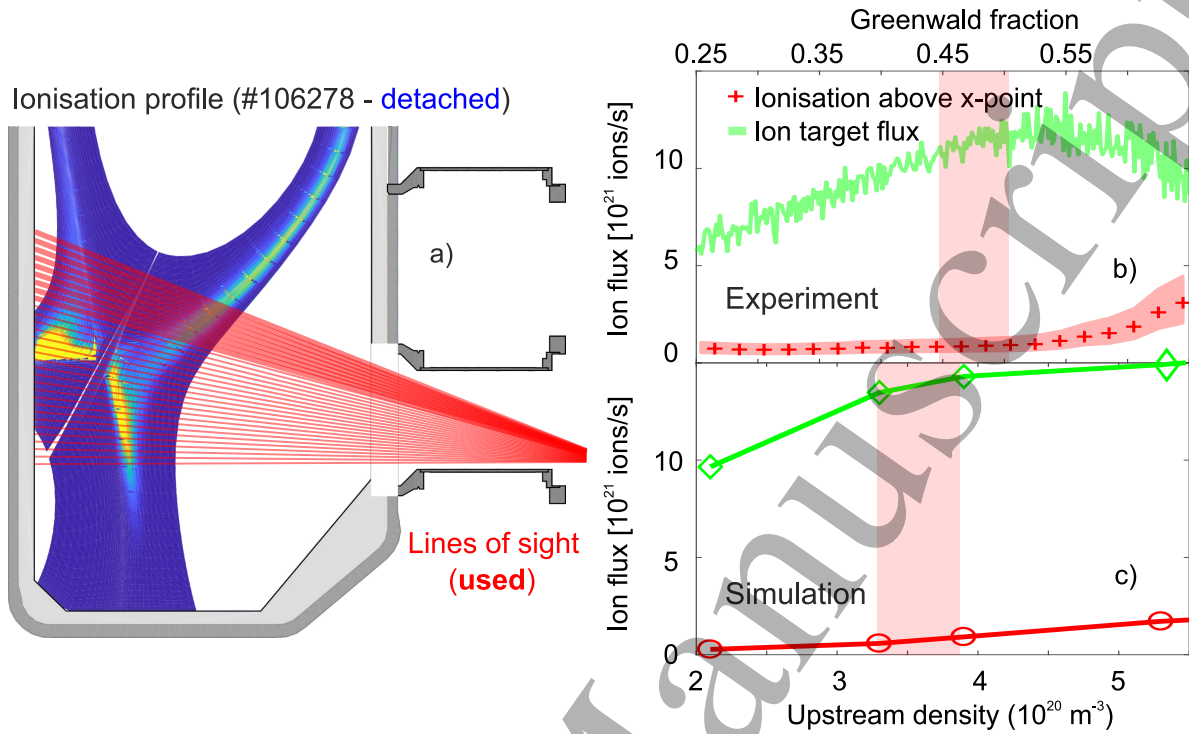 Ionisation profile (#106278 - detached)
a)
Lines of sight
(used)
Greenwald fraction
0.25 0.35 0.45 0.55
Ionisation above x-point
Ion target flux
Ion flux [10²¹ ions/s]
10
5
0
b)
Experiment
Ion flux [10²¹ ions/s]
10
5
0
c)
Simulation
2 3 4 5
Upstream density (10²⁰ m⁻³)